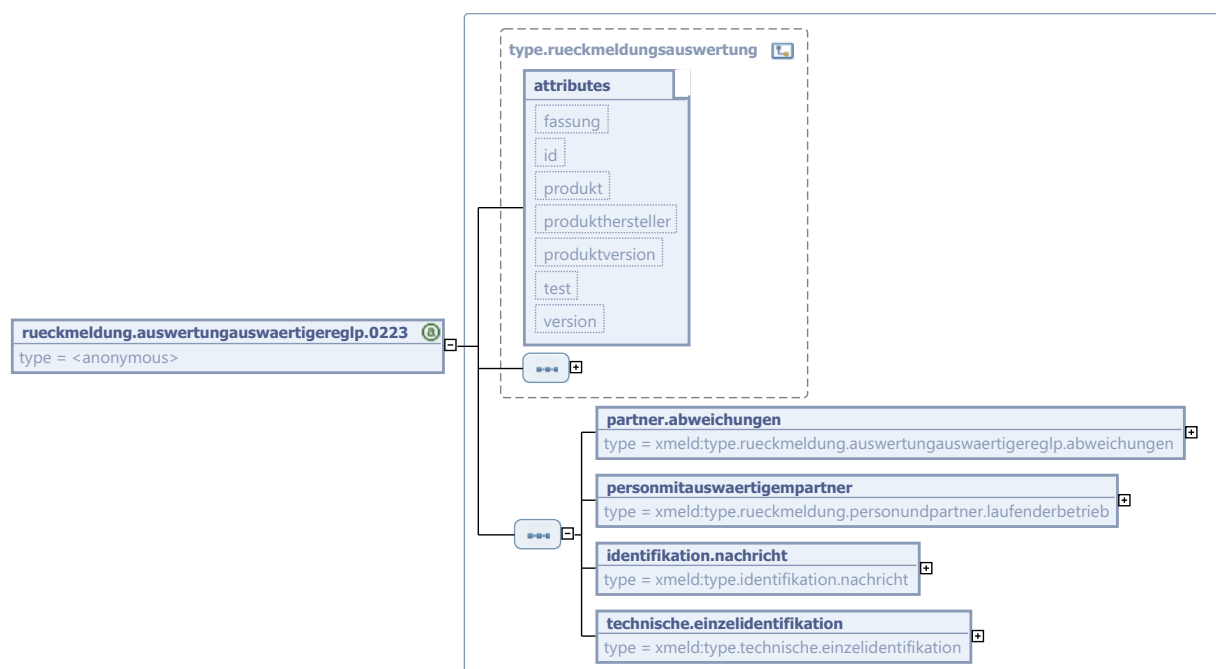 type.rueckmeldungsauswertung
attributes
fassung
id
produkt
produkthersteller
produktversion
test
version
rueckmeldung.auswertungauswaertigereglp.0223
type = <anonymous>
partner.abweichungen
type = xmeld:type.rueckmeldung.auswertungauswaertigereglp.abweichungen
personmitauswaertigempartner
type = xmeld:type.rueckmeldung.personundpartner.laufenderbetrieb
identifikation.nachricht
type = xmeld:type.identifikation.nachricht
technische.einzelidentifikation
type = xmeld:type.technische.einzelidentifikation